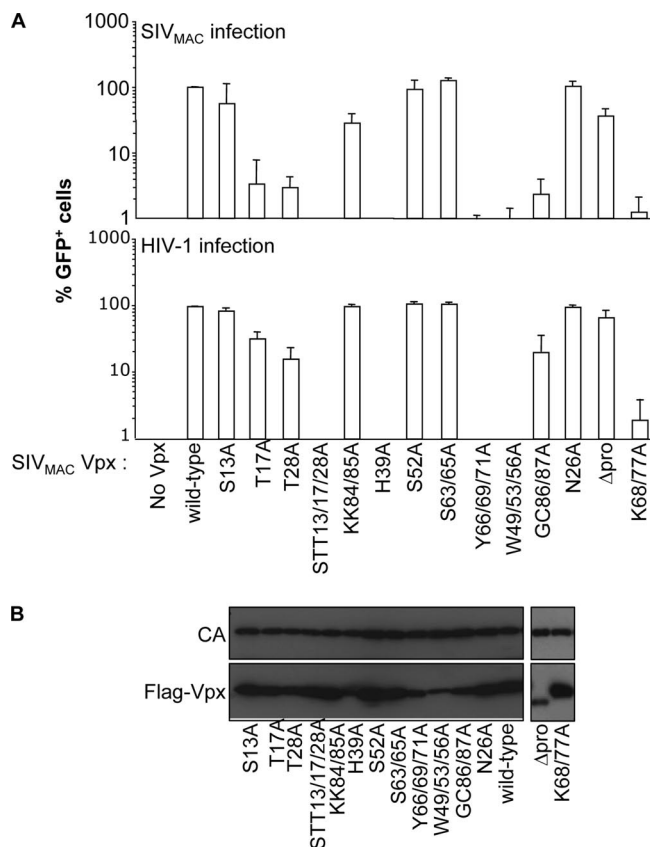 A
SIV_MAC infection
1000
100
10
1
% GFP⁺ cells
HIV-1 infection
1000
100
10
1
SIV_MAC Vpx :
No Vpx
wild-type
S13A
T17A
T28A
STT13/17/28A
KK84/85A
H39A
S52A
S63/65A
Y66/69/71A
W49/53/56A
GC86/87A
N26A
Δpro
K68/77A
B
CA
Flag-Vpx
S13A
T17A
T28A
STT13/17/28A
KK84/85A
H39A
S52A
S63/65A
Y66/69/71A
W49/53/56A
GC86/87A
N26A
wild-type
Δpro
K68/77A